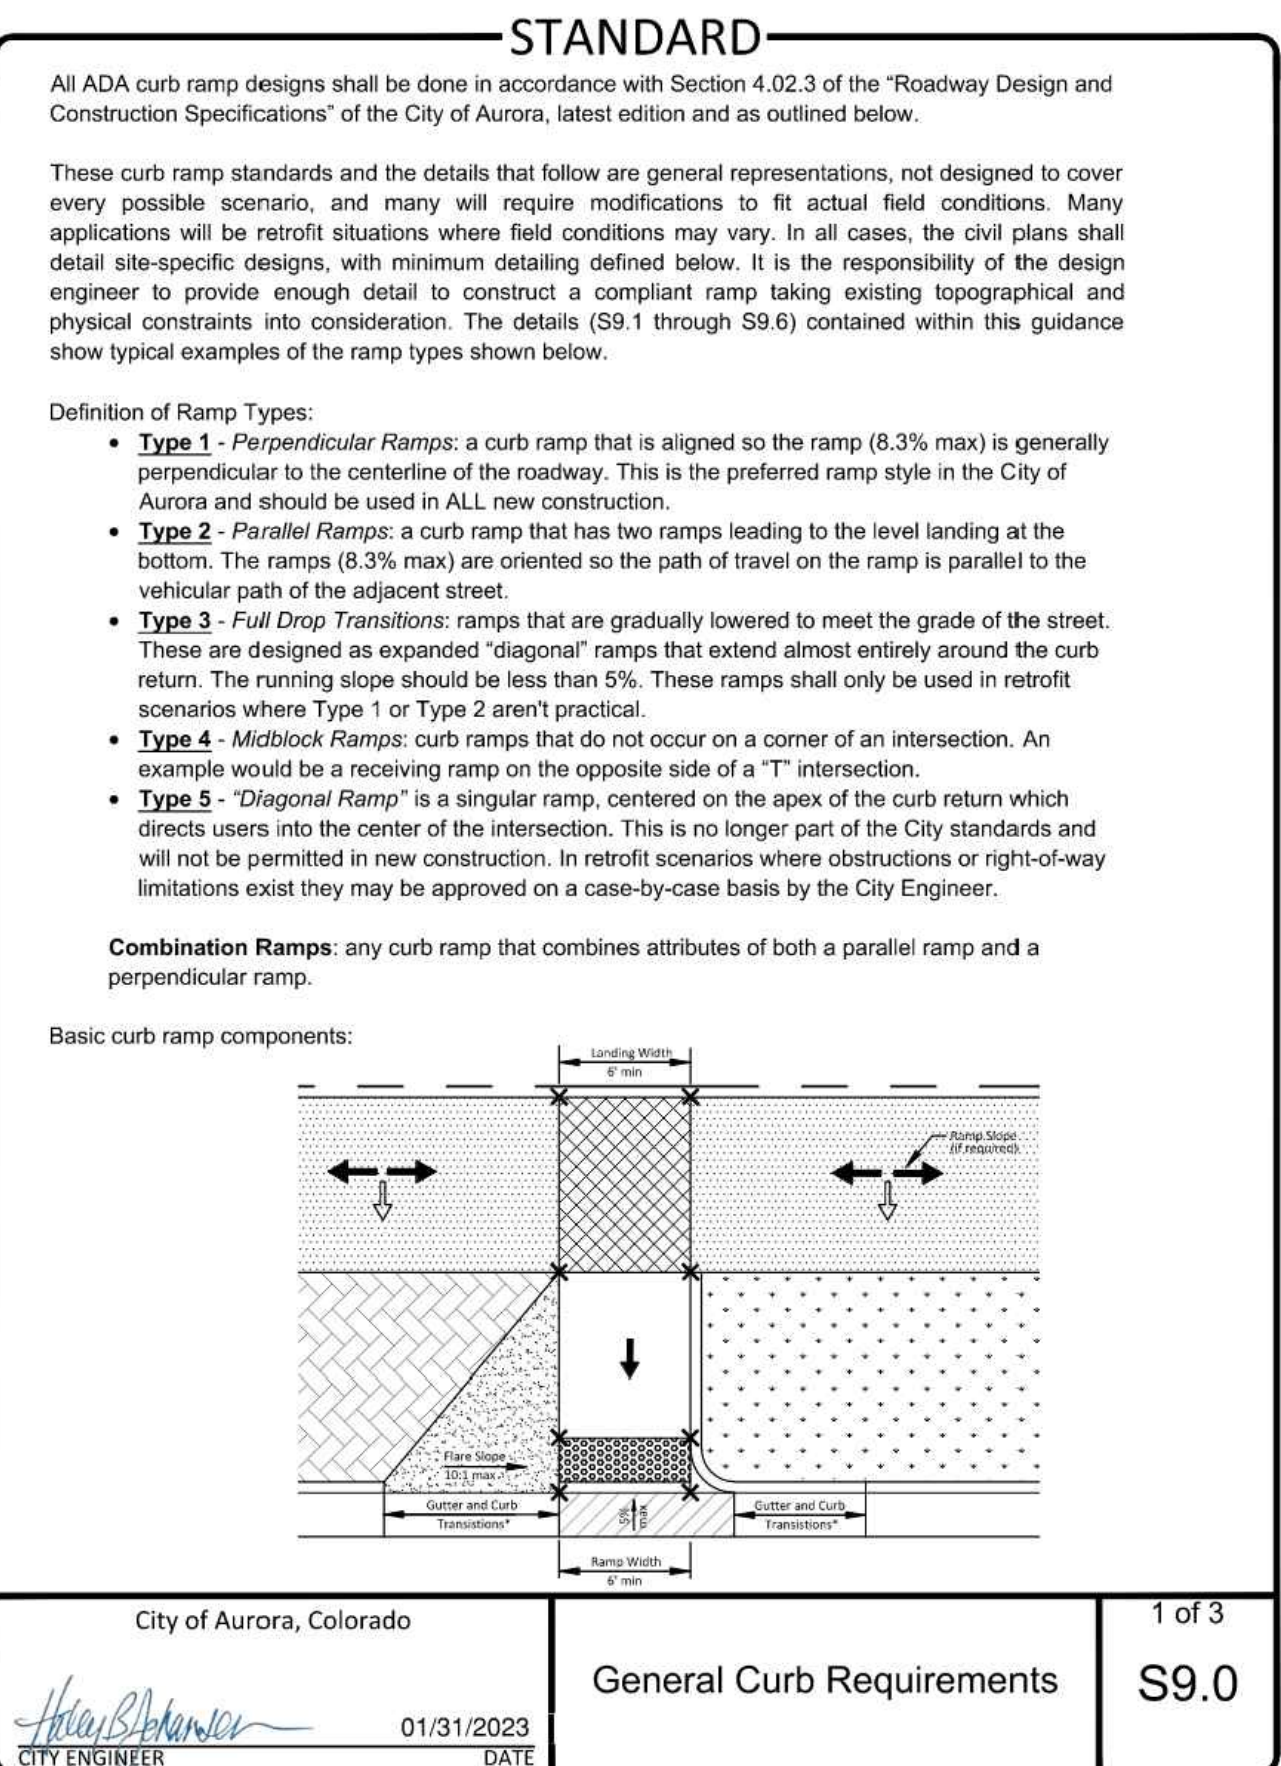 STANDARD
All ADA curb ramp designs shall be done in accordance with Section 4.02.3 of the “Roadway Design and
Construction Specifications” of the City of Aurora, latest edition and as outlined below.
These curb ramp standards and the details that follow are general representations, not designed to cover
every possible scenario, and many will require modifications to fit actual field conditions. Many
applications will be retrofit situations where field conditions may vary. In all cases, the civil plans shall
detail site-specific designs, with minimum detailing defined below. It is the responsibility of the design
engineer to provide enough detail to construct a compliant ramp taking existing topographical and
physical constraints into consideration. The details (S9.1 through S9.6) contained within this guidance
show typical examples of the ramp types shown below.
Definition of Ramp Types:
• Type 1 - Perpendicular Ramps: a curb ramp that is aligned so the ramp (8.3% max) is generally
perpendicular to the centerline of the roadway. This is the preferred ramp style in the City of
Aurora and should be used in ALL new construction.
• Type 2 - Parallel Ramps: a curb ramp that has two ramps leading to the level landing at the
bottom. The ramps (8.3% max) are oriented so the path of travel on the ramp is parallel to the
vehicular path of the adjacent street.
• Type 3 - Full Drop Transitions: ramps that are gradually lowered to meet the grade of the street.
These are designed as expanded “diagonal” ramps that extend almost entirely around the curb
return. The running slope should be less than 5%. These ramps shall only be used in retrofit
scenarios where Type 1 or Type 2 aren't practical.
• Type 4 - Midblock Ramps: curb ramps that do not occur on a corner of an intersection. An
example would be a receiving ramp on the opposite side of a “T” intersection.
• Type 5 - “Diagonal Ramp” is a singular ramp, centered on the apex of the curb return which
directs users into the center of the intersection. This is no longer part of the City standards and
will not be permitted in new construction. In retrofit scenarios where obstructions or right-of-way
limitations exist they may be approved on a case-by-case basis by the City Engineer.
Combination Ramps: any curb ramp that combines attributes of both a parallel ramp and a
perpendicular ramp.
Basic curb ramp components:
Landing Width
6' min
Ramp Slope
(if required)
Flare Slope
10:1 max
Gutter and Curb
Transistions*
5%
max
Gutter and Curb
Transistions*
Ramp Width
6' min
City of Aurora, Colorado
01/31/2023
CITY ENGINEER DATE
General Curb Requirements
1 of 3
S9.0